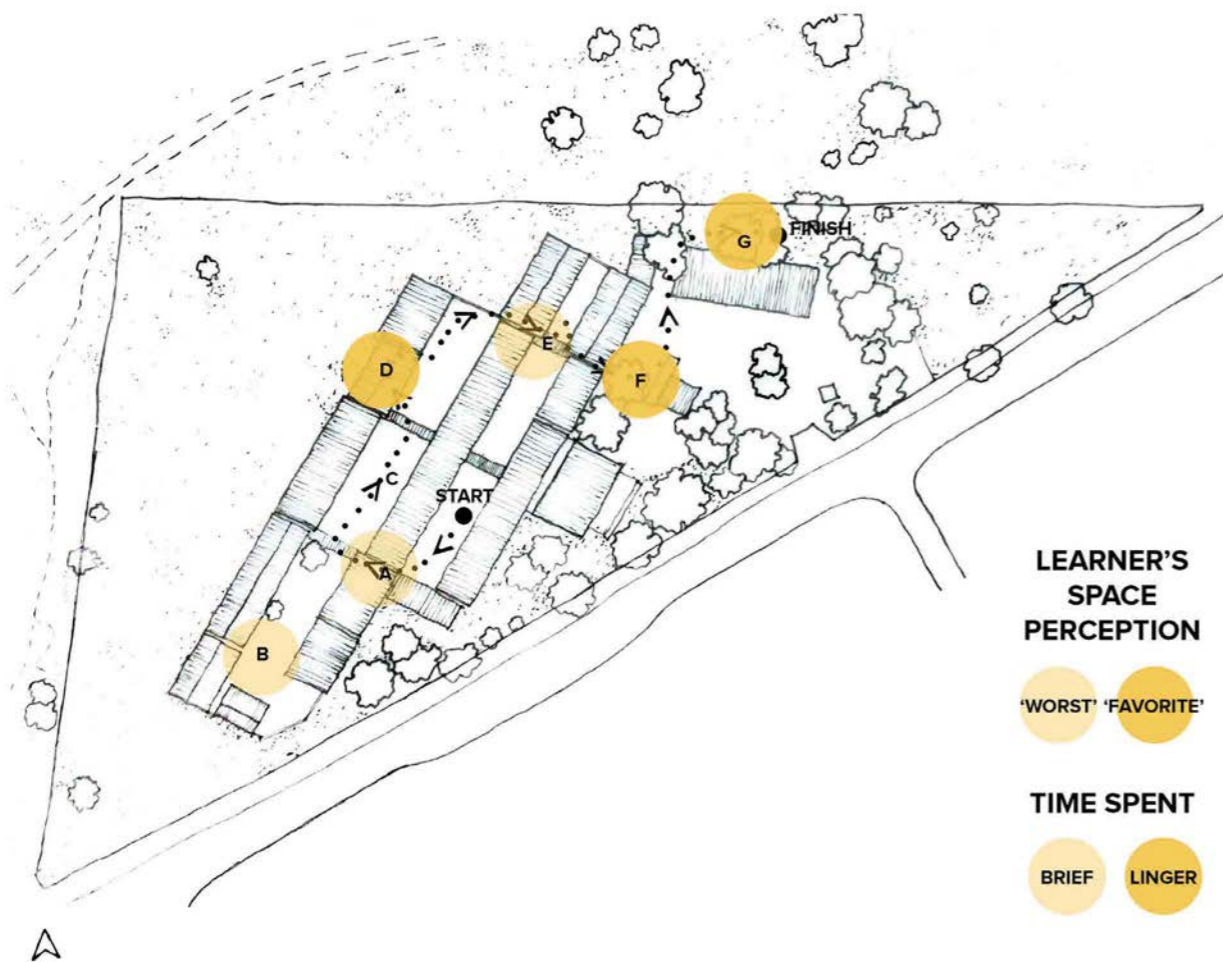 G
FINISH
E
D
F
C
START
A
B
LEARNER’S
SPACE
PERCEPTION
‘WORST’ ‘FAVORITE’
TIME SPENT
BRIEF LINGER